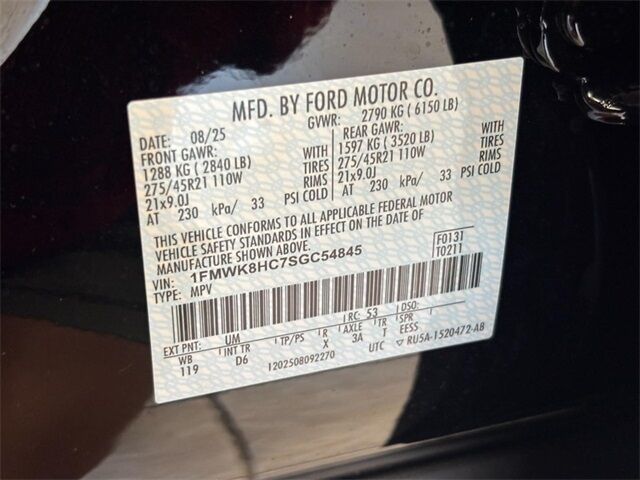 MFD. BY FORD MOTOR CO.
DATE: 08/25 GVWR: 2790 KG ( 6150 LB)
FRONT GAWR: REAR GAWR:
1288 KG ( 2840 LB) WITH 1597 KG ( 3520 LB) WITH
275/45R21 110W TIRES 275/45R21 110W TIRES
21x9.0J RIMS 21x9.0J RIMS
AT 230 kPa/ 33 PSI COLD AT 230 kPa/ 33 PSI COLD
THIS VEHICLE CONFORMS TO ALL APPLICABLE FEDERAL MOTOR
VEHICLE SAFETY STANDARDS IN EFFECT ON THE DATE OF
MANUFACTURE SHOWN ABOVE.
VIN: 1FMWK8HC7SGC54845 F0131
TYPE: MPV T0211
EXT PNT: UM RC: 53 DSO:
WB INT TR TP/PS R AXLE TR SPR
119 D6 X 3A T EESS
1202508092270 UTC ▽ RU5A-1520472-AB